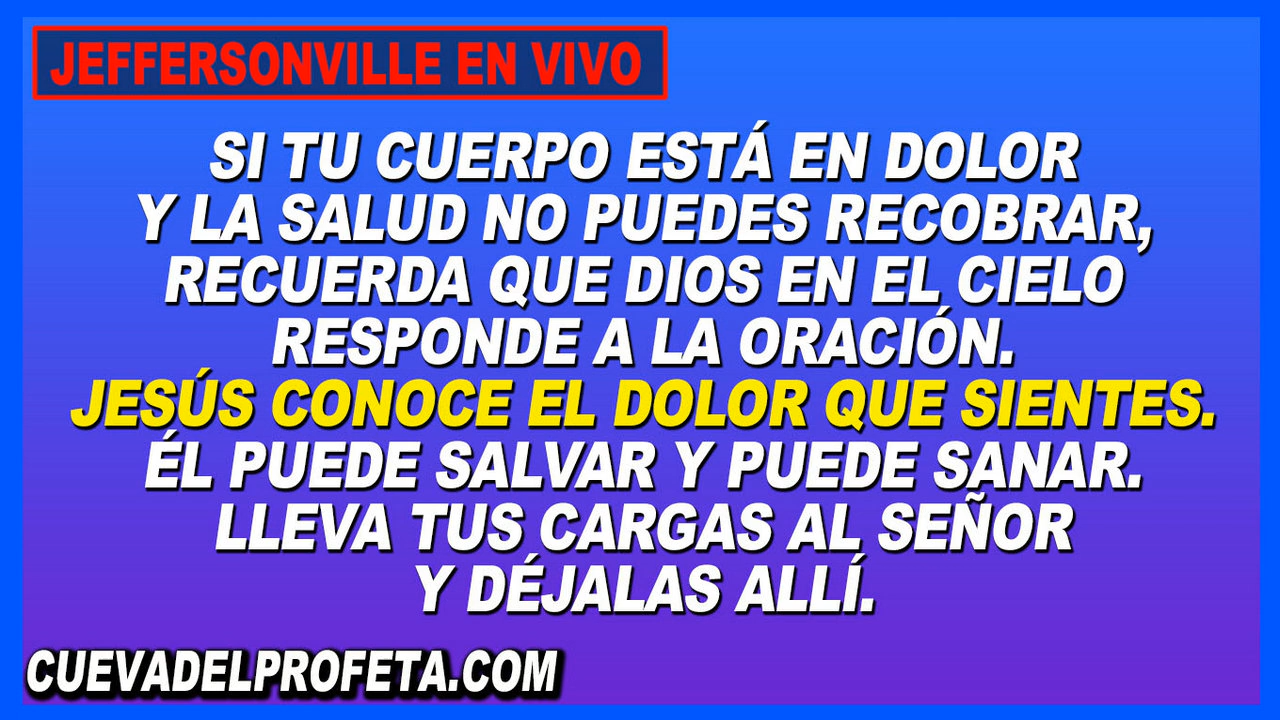 JEFFERSONVILLE EN VIVO
SI TU CUERPO ESTÁ EN DOLOR
Y LA SALUD NO PUEDES RECOBRAR,
RECUERDA QUE DIOS EN EL CIELO
RESPONDE A LA ORACIÓN.
JESÚS CONOCE EL DOLOR QUE SIENTES.
ÉL PUEDE SALVAR Y PUEDE SANAR.
LLEVA TUS CARGAS AL SEÑOR
Y DÉJALAS ALLÍ.
CUEVADELPROFETA.COM